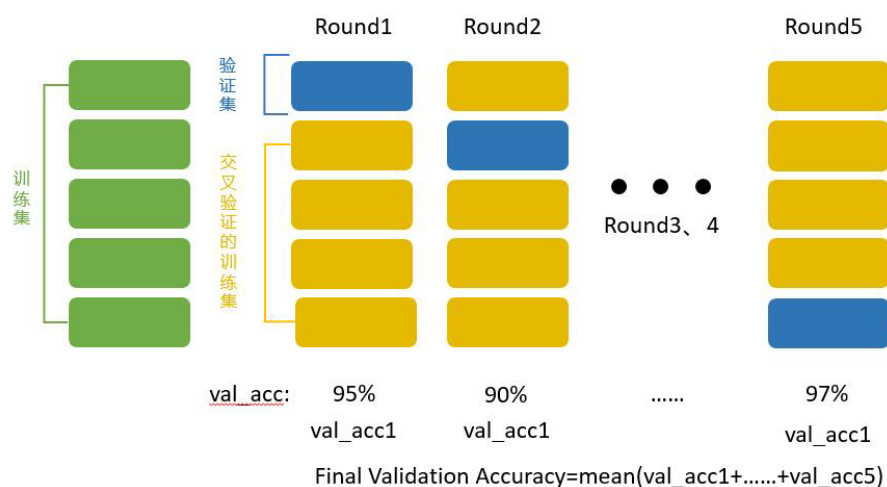 Round1
Round2
Round5
验证集
训练集
交叉验证的训练集
Round3、4
val_acc:
95%
90%
……
97%
val_acc1
val_acc1
val_acc1
Final Validation Accuracy=mean(val_acc1+……+val_acc5)